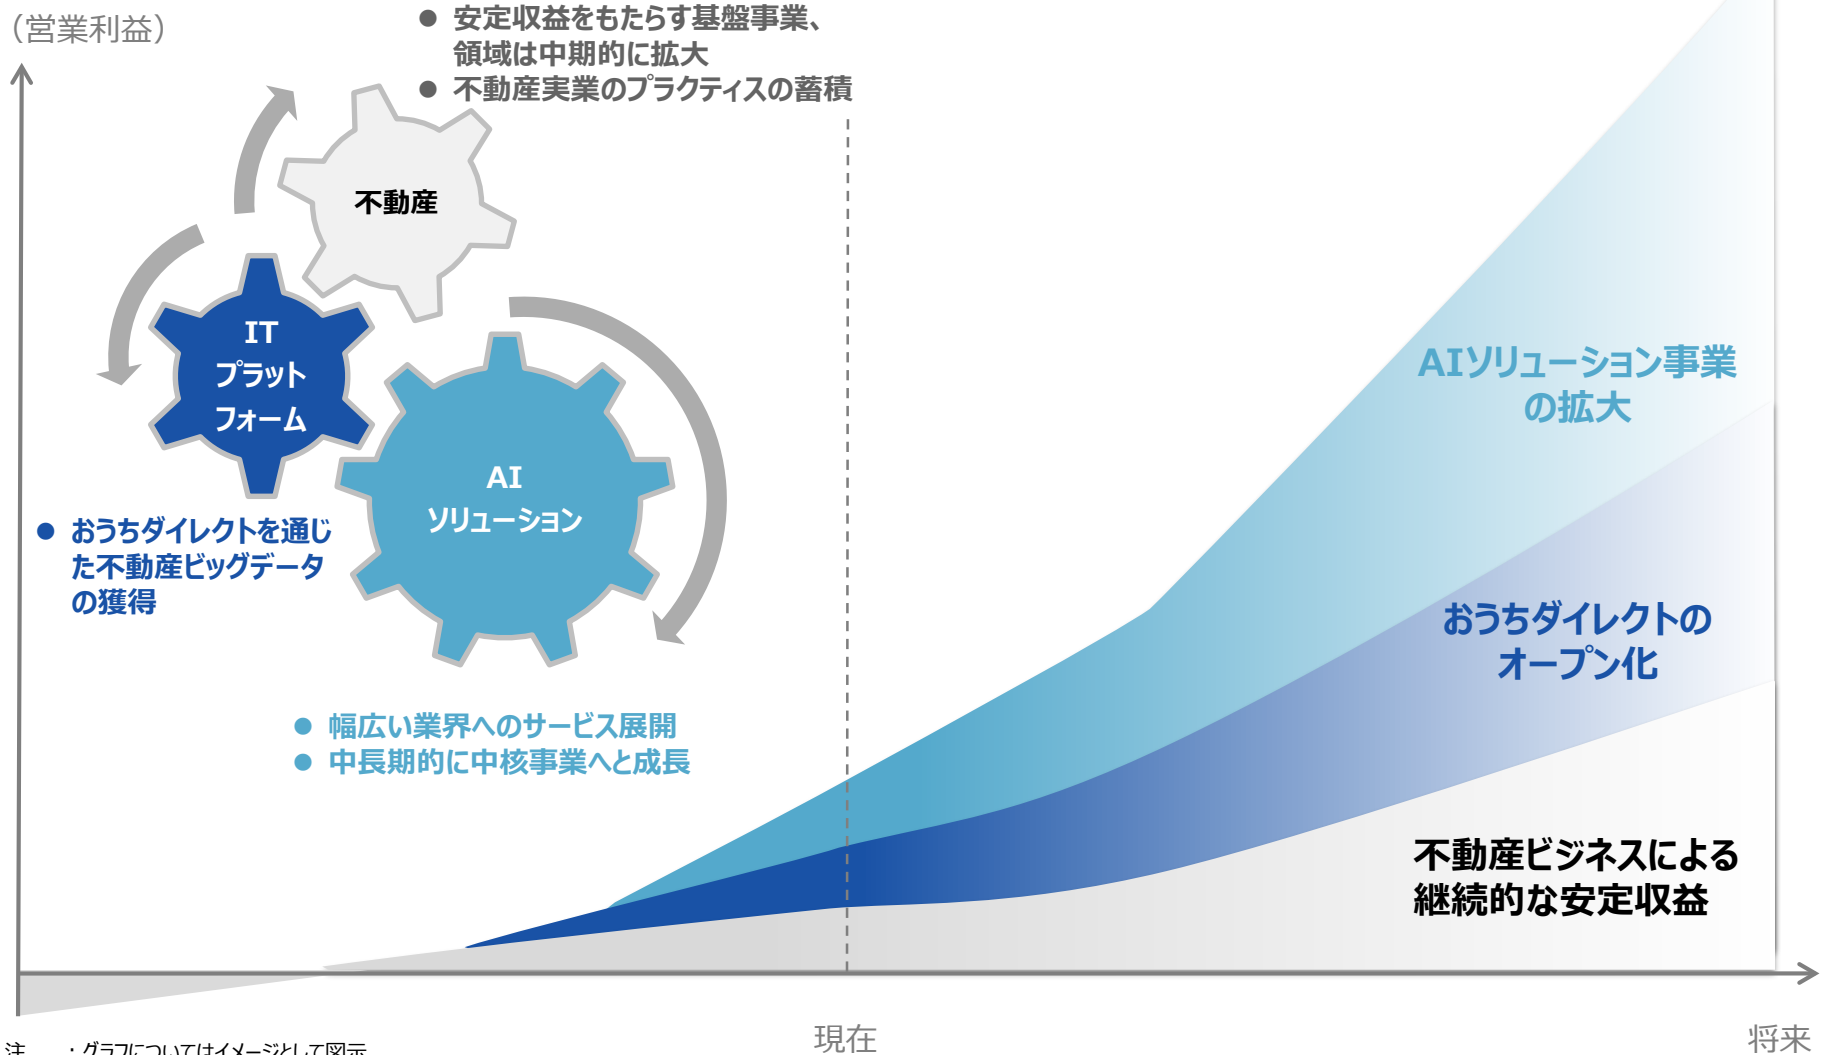 （営業利益）
● 安定収益をもたらす基盤事業、
領域は中期的に拡大
● 不動産実業のプラクティスの蓄積
不動産
IT
プラット
フォーム
AI
ソリューション
● おうちダイレクトを通じ
た不動産ビッグデータ
の獲得
● 幅広い業界へのサービス展開
● 中長期的に中核事業へと成長
AIソリューション事業
の拡大
おうちダイレクトの
オープン化
不動産ビジネスによる
継続的な安定収益
現在
将来
注　：グラフについてはイメージとして図示